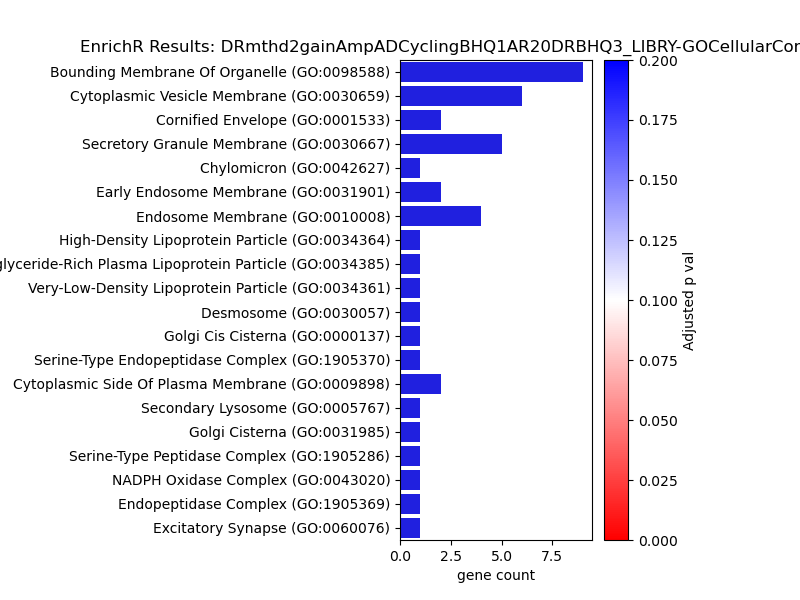 EnrichR Results: DRmthd2gainAmpADCyclingBHQ1AR20DRBHQ3_LIBRY-GOCellularCor
Bounding Membrane Of Organelle (GO:0098588)
Cytoplasmic Vesicle Membrane (GO:0030659)
Cornified Envelope (GO:0001533)
Secretory Granule Membrane (GO:0030667)
Chylomicron (GO:0042627)
Early Endosome Membrane (GO:0031901)
Endosome Membrane (GO:0010008)
High-Density Lipoprotein Particle (GO:0034364)
glyceride-Rich Plasma Lipoprotein Particle (GO:0034385)
Very-Low-Density Lipoprotein Particle (GO:0034361)
Desmosome (GO:0030057)
Golgi Cis Cisterna (GO:0000137)
Serine-Type Endopeptidase Complex (GO:1905370)
Cytoplasmic Side Of Plasma Membrane (GO:0009898)
Secondary Lysosome (GO:0005767)
Golgi Cisterna (GO:0031985)
Serine-Type Peptidase Complex (GO:1905286)
NADPH Oxidase Complex (GO:0043020)
Endopeptidase Complex (GO:1905369)
Excitatory Synapse (GO:0060076)
0.0 2.5 5.0 7.5
gene count
0.200
0.175
0.150
0.125
0.100
0.075
0.050
0.025
0.000
Adjusted p val